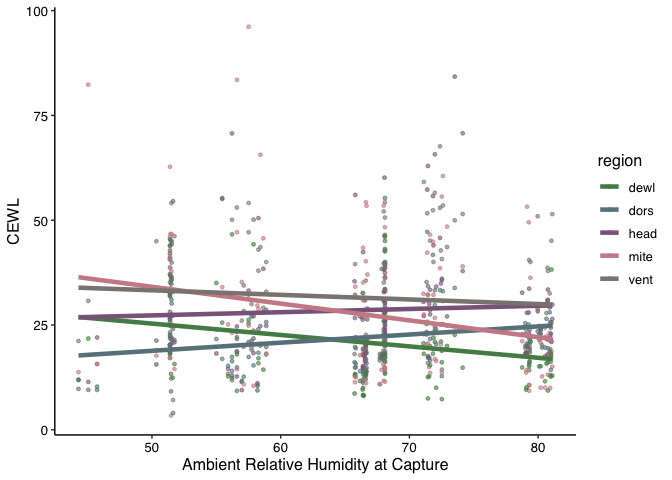 100
75
50
25
0
CEWL
50
60
70
80
Ambient Relative Humidity at Capture
region
dewl
dors
head
mite
vent